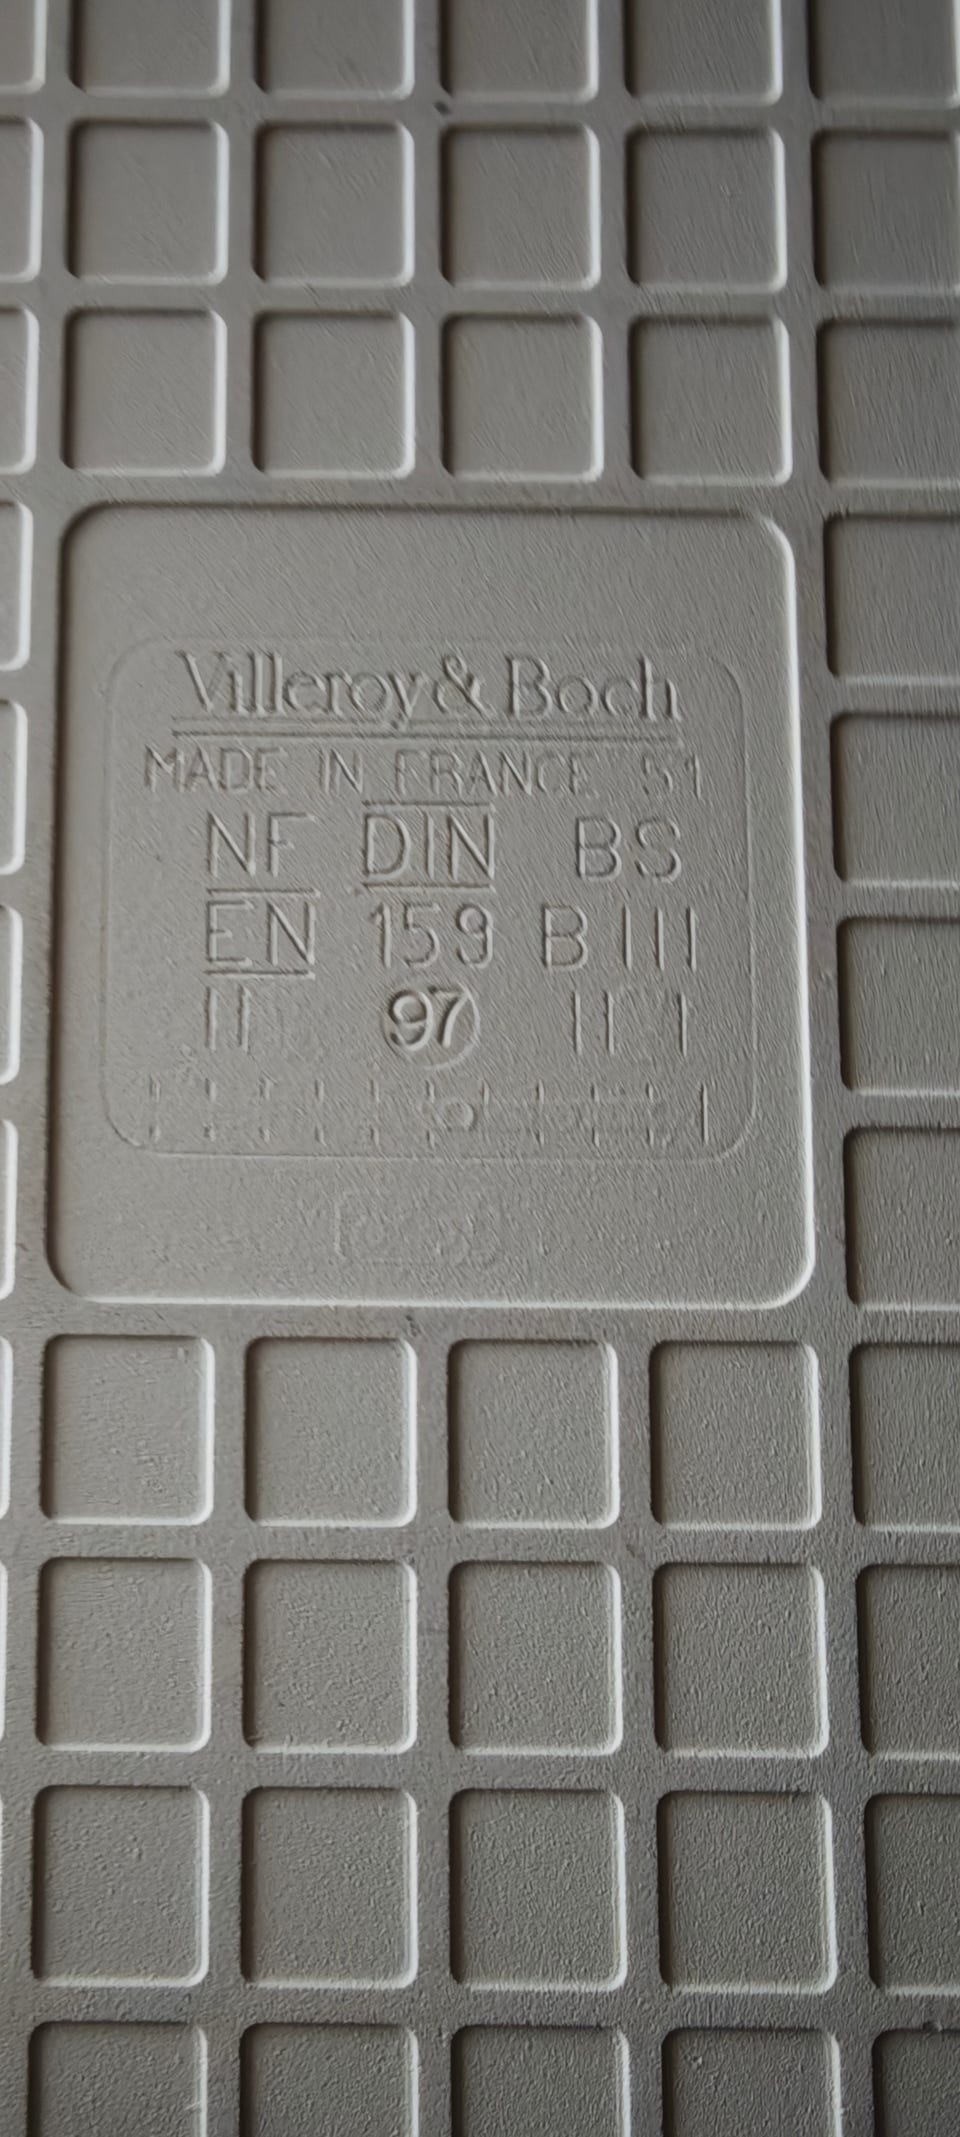 Villeroy & Boch
MADE IN FRANCE 51
NF DIN BS
EN 159 B III
97